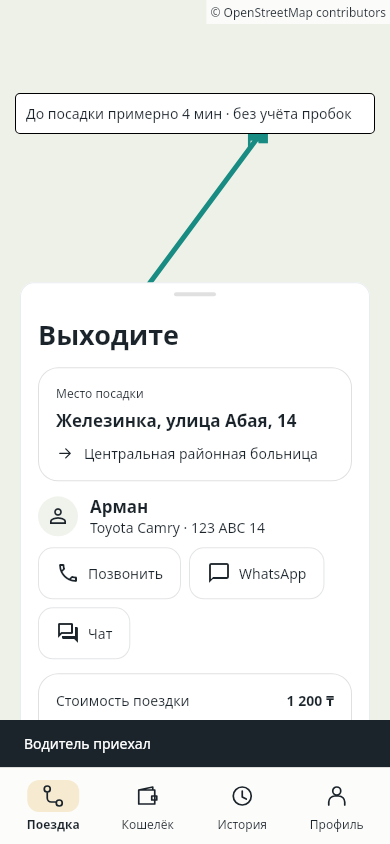 © OpenStreetMap contributors
До посадки примерно 4 мин · без учёта пробок
Выходите
Место посадки
Железинка, улица Абая, 14
→ Центральная районная больница
Арман
Toyota Camry · 123 ABC 14
Позвонить
WhatsApp
Чат
Стоимость поездки 1 200 ₸
Водитель приехал
Поездка Кошелёк История Профиль